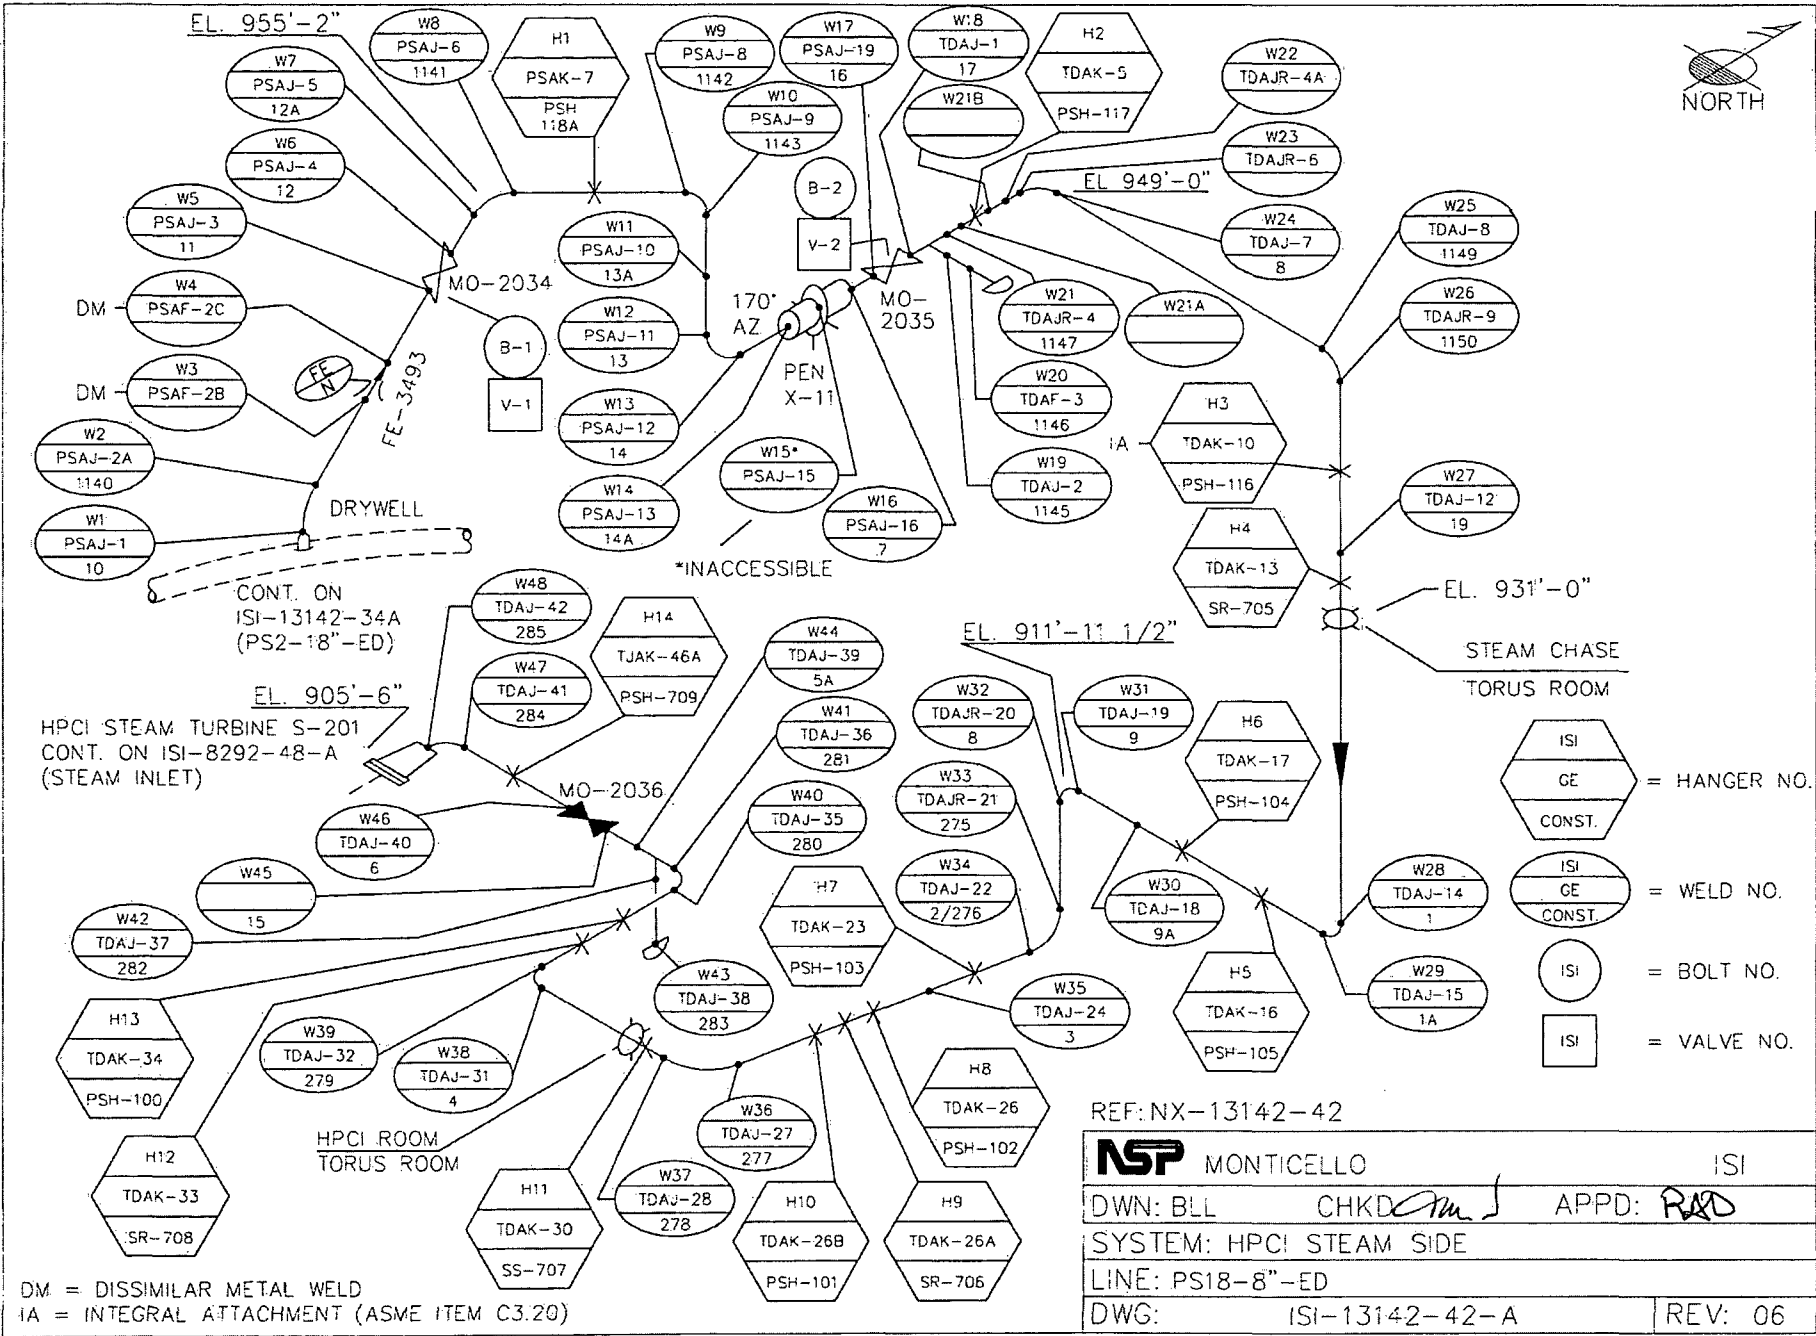 EL. 955'-2"
W8
PSAJ-6
1141
H1
PSAK-7
PSH
118A
W9
PSAJ-8
1142
W17
PSAJ-19
16
W18
TDAJ-1
17
H2
TDAK-5
PSH-117
W22
TDAJR-4A
NORTH
W7
PSAJ-5
12A
W10
PSAJ-9
1143
W21B
W23
TDAJR-6
W6
PSAJ-4
12
B-2
EL 949'-0"
W5
PSAJ-3
11
W11
PSAJ-10
13A
V-2
W24
TDAJ-7
8
W25
TDAJ-8
1149
MO-2034
DM
W4
PSAF-2C
170° AZ
MO-2035
W21
TDAJR-4
1147
W21A
W26
TDAJR-9
1150
W12
PSAJ-11
13
B-1
DM
W3
PSAF-2B
FE
N
FE-3493
V-1
PEN
X-11
W20
TDAF-3
1146
H3
TDAK-10
PSH-116
IA
W13
PSAJ-12
14
W2
PSAJ-2A
1140
W15*
PSAJ-15
W19
TDAJ-2
1145
W27
TDAJ-12
19
W14
PSAJ-13
14A
W16
PSAJ-16
7
DRYWELL
W1
PSAJ-1
10
H4
TDAK-13
SR-705
*INACCESSIBLE
CONT. ON
ISI-13142-34A
(PS2-18"-ED)
W48
TDAJ-42
285
H14
TJAK-46A
PSH-709
W44
TDAJ-39
5A
EL. 931'-0"
EL. 911'-11 1/2"
STEAM CHASE
TORUS ROOM
W47
TDAJ-41
284
EL. 905'-6"
HPCI STEAM TURBINE S-201
CONT. ON ISI-8292-48-A
(STEAM INLET)
W41
TDAJ-36
281
W32
TDAJR-20
8
W31
TDAJ-19
9
H6
TDAK-17
PSH-104
ISI
GE
CONST.
= HANGER NO.
MO-2036
W40
TDAJ-35
280
W33
TDAJR-21
275
W46
TDAJ-40
6
W45
15
H7
TDAK-23
PSH-103
W34
TDAJ-22
2/276
W30
TDAJ-18
9A
W28
TDAJ-14
1
ISI
GE
CONST.
= WELD NO.
W42
TDAJ-37
282
W43
TDAJ-38
283
W35
TDAJ-24
3
H5
TDAK-16
PSH-105
W29
TDAJ-15
1A
ISI
= BOLT NO.
H13
TDAK-34
PSH-100
W39
TDAJ-32
279
W38
TDAJ-31
4
ISI
= VALVE NO.
H8
TDAK-26
PSH-102
HPCI ROOM
TORUS ROOM
W36
TDAJ-27
277
REF: NX-13142-42
H12
TDAK-33
SR-708
H11
TDAK-30
SS-707
W37
TDAJ-28
278
H10
TDAK-26B
PSH-101
H9
TDAK-26A
SR-706
NSP MONTICELLO ISI
DWN: BLL CHKD APPD: RAD
SYSTEM: HPCI STEAM SIDE
LINE: PS18-8"-ED
DWG: ISI-13142-42-A REV: 06
DM = DISSIMILAR METAL WELD
IA = INTEGRAL ATTACHMENT (ASME ITEM C3.20)